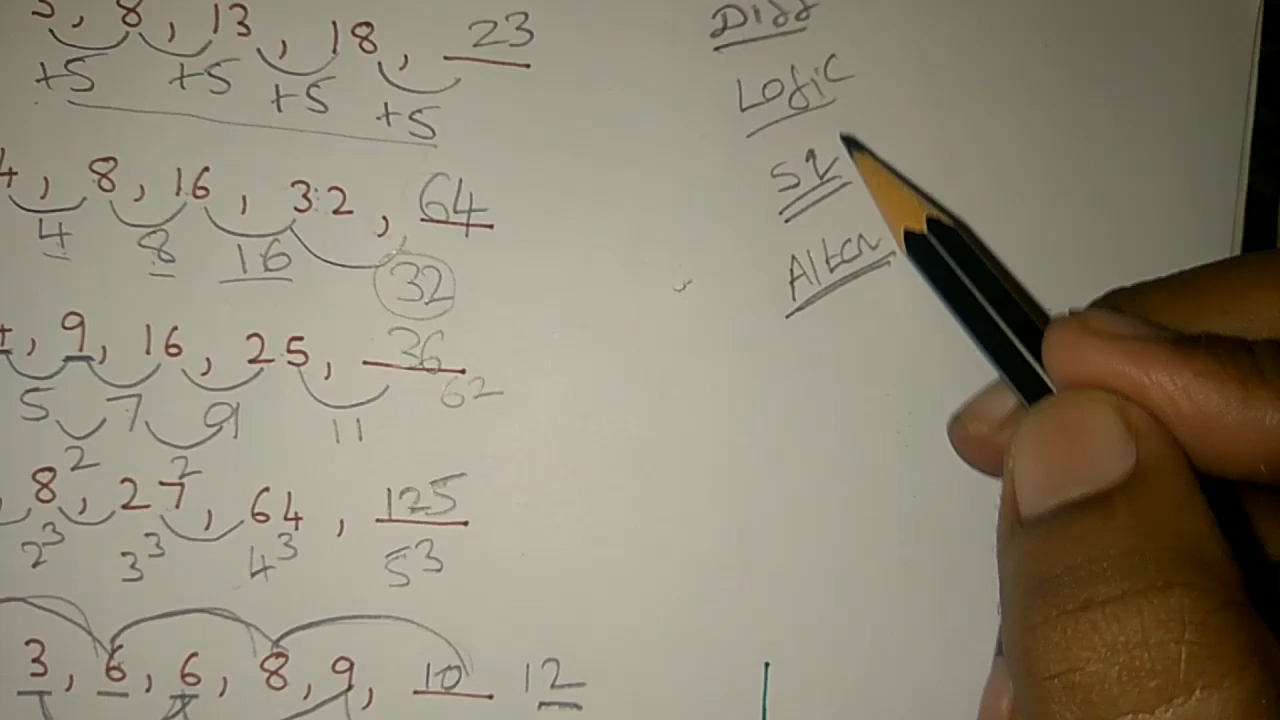 3, 8, 13, 18, 23
+5 +5 +5 +5
4, 8, 16, 32, 64
4 8 16 32
4, 9, 16, 25, 36
6²
5 7 9 11
2 2
8, 27, 64, 125
2³ 3³ 4³ 5³
3, 6, 6, 8, 9, 10 12
Diff
Logic
S2
Alter